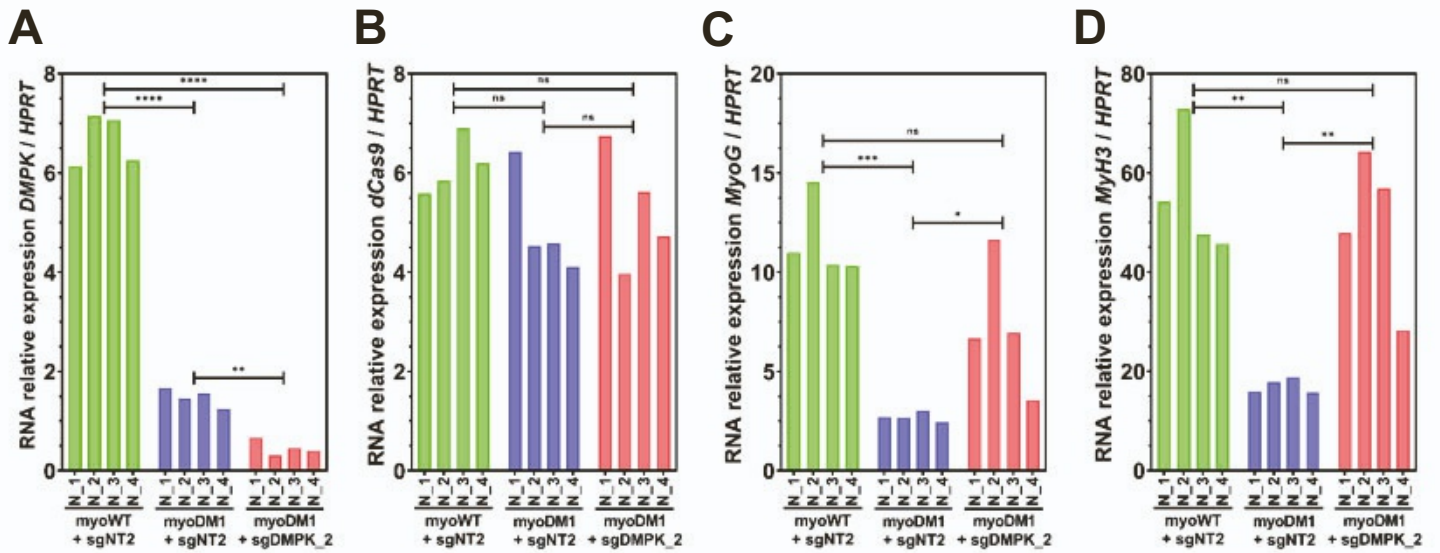 A
RNA relative expression DMPK / HPRT
8
6
4
2
0
****
****
**
N_1
N_2
N_3
N_4
N_1
N_2
N_3
N_4
N_1
N_2
N_3
N_4
myoWT
+ sgNT2
myoDM1
+ sgNT2
myoDM1
+ sgDMPK_2
B
RNA relative expression dCas9 / HPRT
8
6
4
2
0
ns
ns
ns
N_1
N_2
N_3
N_4
N_1
N_2
N_3
N_4
N_1
N_2
N_3
N_4
myoWT
+ sgNT2
myoDM1
+ sgNT2
myoDM1
+ sgDMPK_2
C
RNA relative expression MyoG / HPRT
20
15
10
5
0
ns
***
*
N_1
N_2
N_3
N_4
N_1
N_2
N_3
N_4
N_1
N_2
N_3
N_4
myoWT
+ sgNT2
myoDM1
+ sgNT2
myoDM1
+ sgDMPK_2
D
RNA relative expression MyH3 / HPRT
80
60
40
20
0
ns
**
**
N_1
N_2
N_3
N_4
N_1
N_2
N_3
N_4
N_1
N_2
N_3
N_4
myoWT
+ sgNT2
myoDM1
+ sgNT2
myoDM1
+ sgDMPK_2